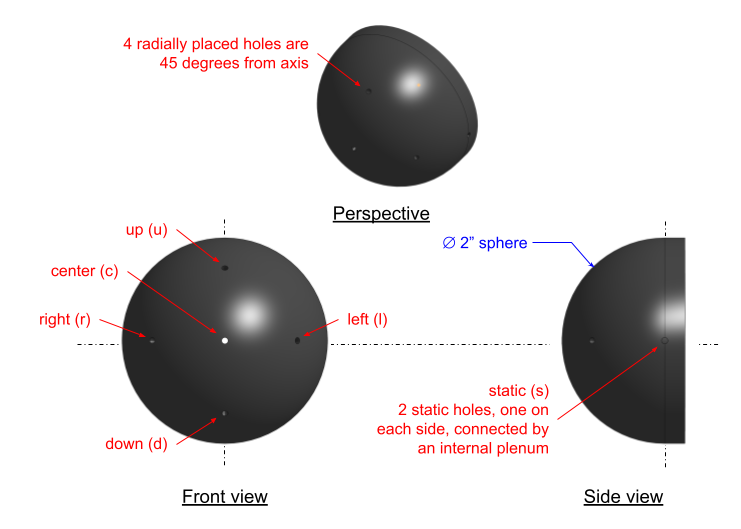 4 radially placed holes are
45 degrees from axis
Perspective
up (u)
center (c)
right (r)
left (l)
down (d)
Front view
∅ 2” sphere
static (s)
2 static holes, one on
each side, connected by
an internal plenum
Side view